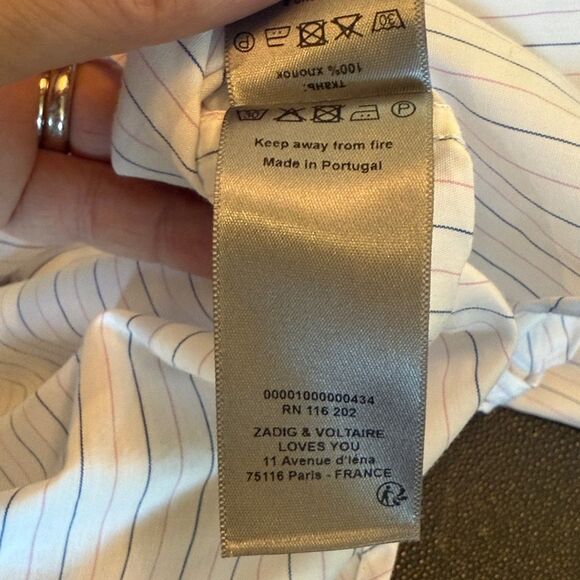 100% хлопок
ткань:
30
P
Keep away from fire
Made in Portugal
00001000000434
RN 116 202
ZADIG & VOLTAIRE
LOVES YOU
11 Avenue d'Iéna
75116 Paris - FRANCE